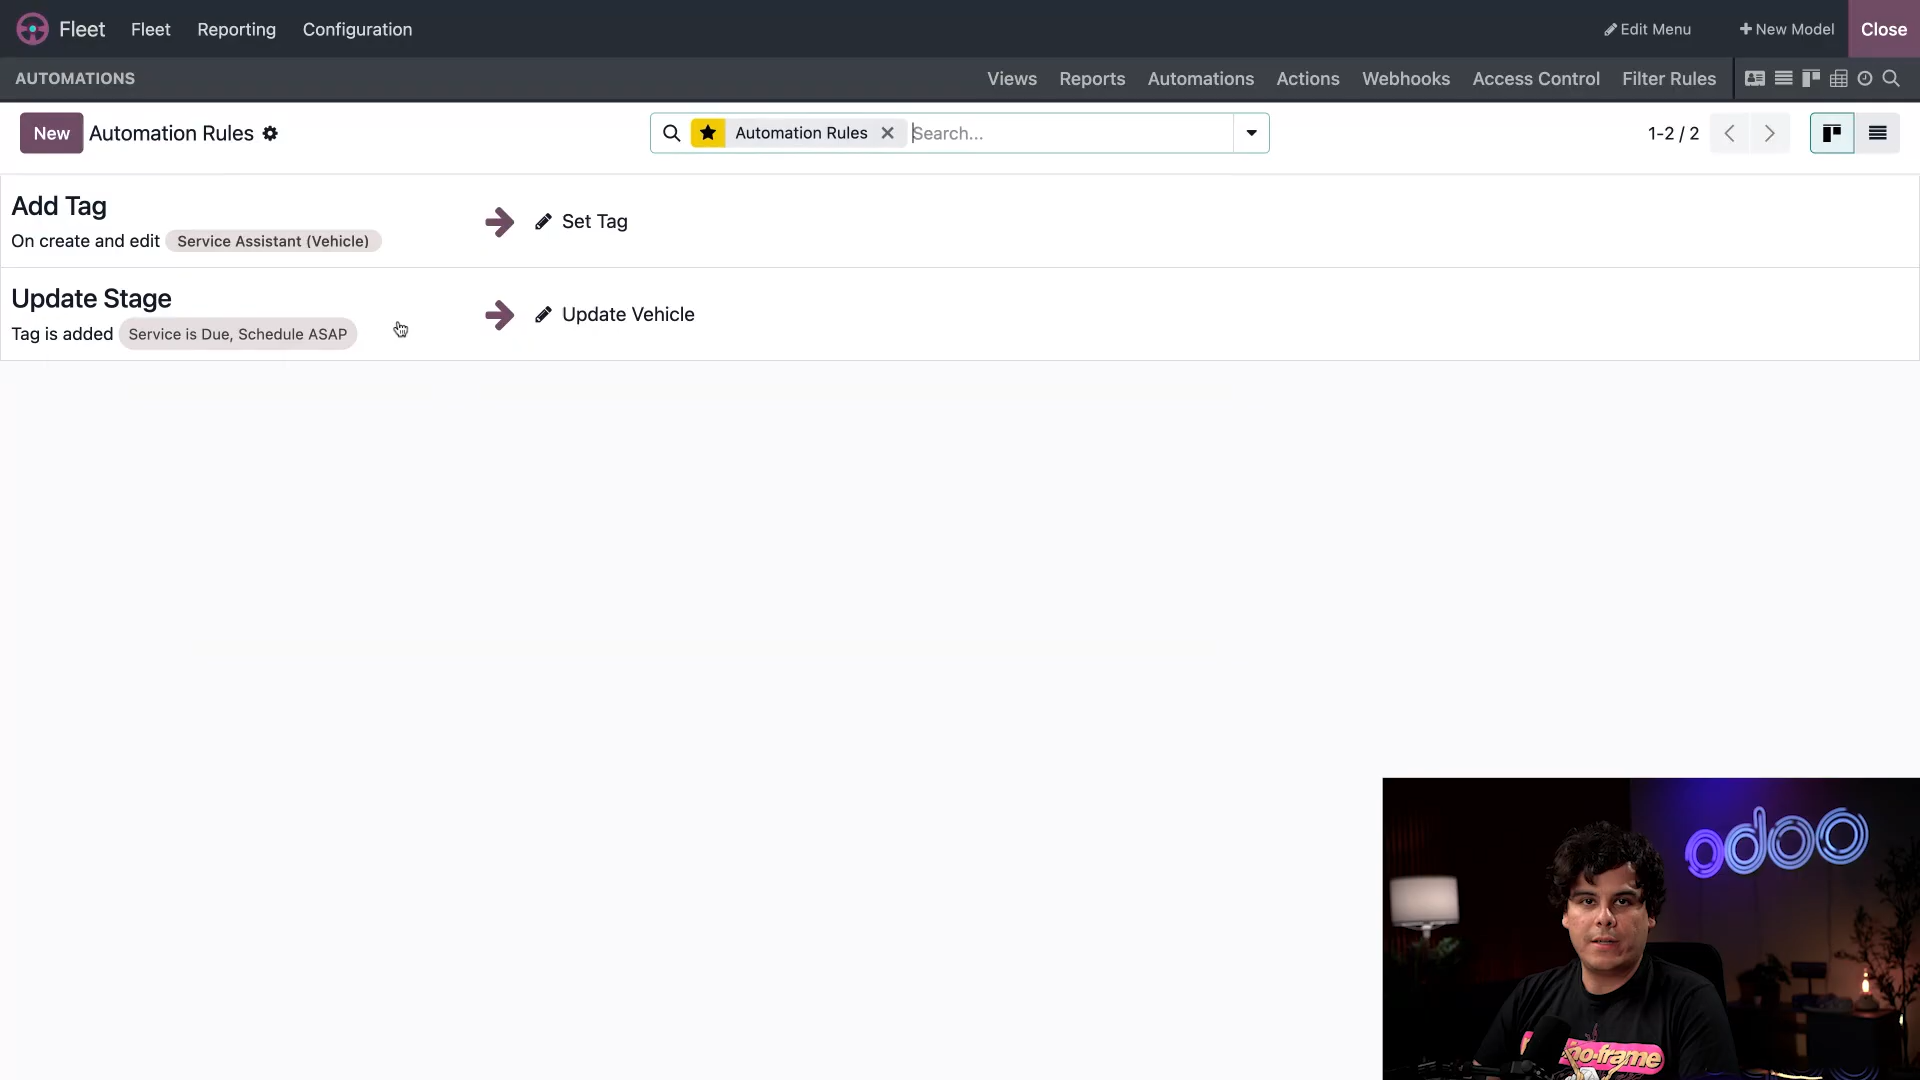 Fleet Fleet Reporting Configuration Edit Menu New Model Close
AUTOMATIONS Views Reports Automations Actions Webhooks Access Control Filter Rules
New Automation Rules Automation Rules Search... 1-2 / 2
Add Tag
On create and edit Service Assistant (Vehicle)
Set Tag
Update Stage
Tag is added Service is Due, Schedule ASAP
Update Vehicle
odoo
no-frame